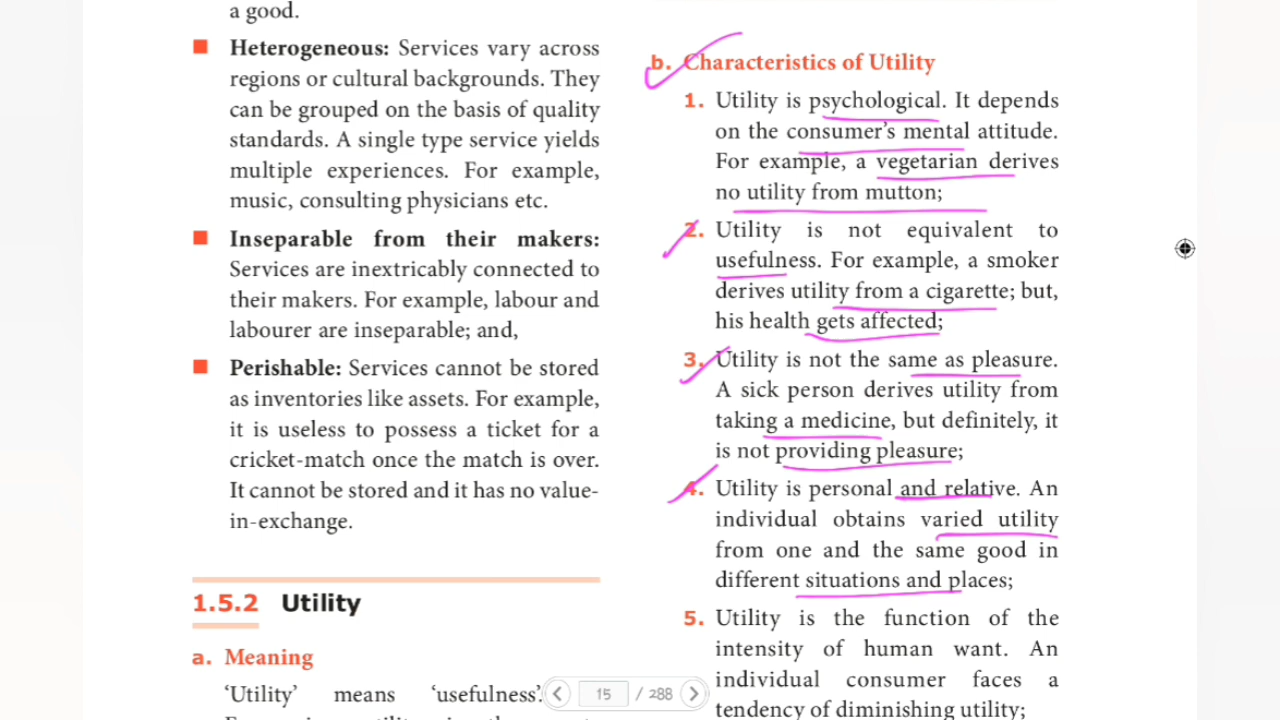 a good.
■ Heterogeneous: Services vary across
regions or cultural backgrounds. They
can be grouped on the basis of quality
standards. A single type service yields
multiple experiences. For example,
music, consulting physicians etc.
■ Inseparable from their makers:
Services are inextricably connected to
their makers. For example, labour and
labourer are inseparable; and,
■ Perishable: Services cannot be stored
as inventories like assets. For example,
it is useless to possess a ticket for a
cricket-match once the match is over.
It cannot be stored and it has no value-
in-exchange.
1.5.2 Utility
a. Meaning
‘Utility’ means ‘usefulness’.
b. Characteristics of Utility
1. Utility is psychological. It depends
on the consumer’s mental attitude.
For example, a vegetarian derives
no utility from mutton;
2. Utility is not equivalent to
usefulness. For example, a smoker
derives utility from a cigarette; but,
his health gets affected;
3. Utility is not the same as pleasure.
A sick person derives utility from
taking a medicine, but definitely, it
is not providing pleasure;
4. Utility is personal and relative. An
individual obtains varied utility
from one and the same good in
different situations and places;
5. Utility is the function of the
intensity of human want. An
individual consumer faces a
tendency of diminishing utility;
15 / 288